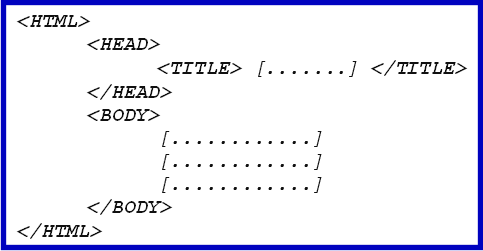 <HTML>
<HEAD>
<TITLE> [.......] </TITLE>
</HEAD>
<BODY>
[............]
[............]
[............]
</BODY>
</HTML>